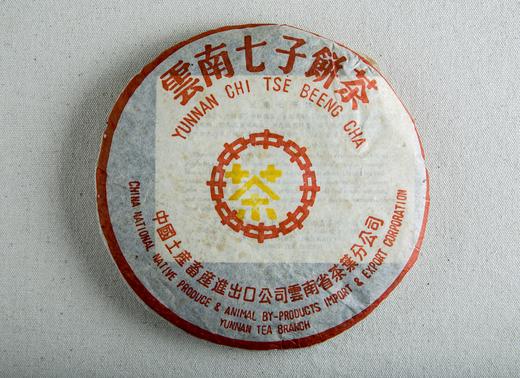 雲南七子餅茶
YUNNAN CHI TSE BEENG CHA
茶
中國土產畜產進出口公司雲南省茶葉分公司
CHINA NATIONAL NATIVE PRODUCE & ANIMAL BY-PRODUCTS IMPORT & EXPORT CORPORATION
YUNNAN TEA BRANCH